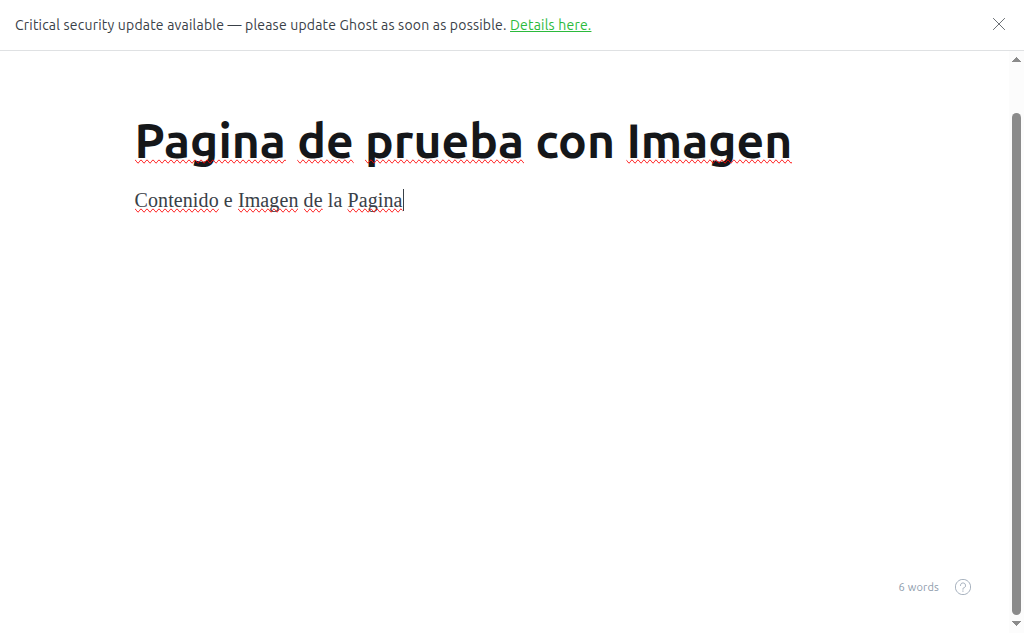 Critical security update available — please update Ghost as soon as possible. Details here.
Pagina de prueba con Imagen
Contenido e Imagen de la Pagina
6 words
?